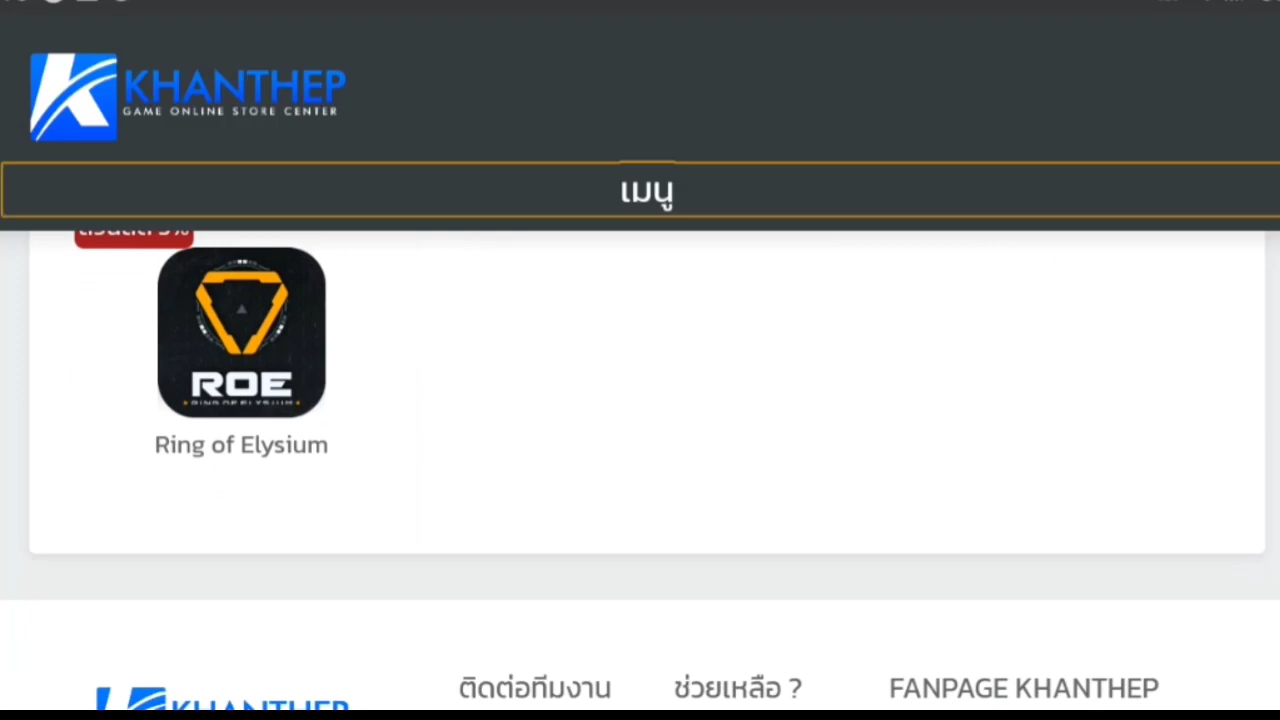 KHANTHEP
GAME ONLINE STORE CENTER
เมนู
ROE
RING OF ELYSIUM
Ring of Elysium
ติดต่อทีมงาน
ช่วยเหลือ ?
FANPAGE KHANTHEP
KHANTHEP